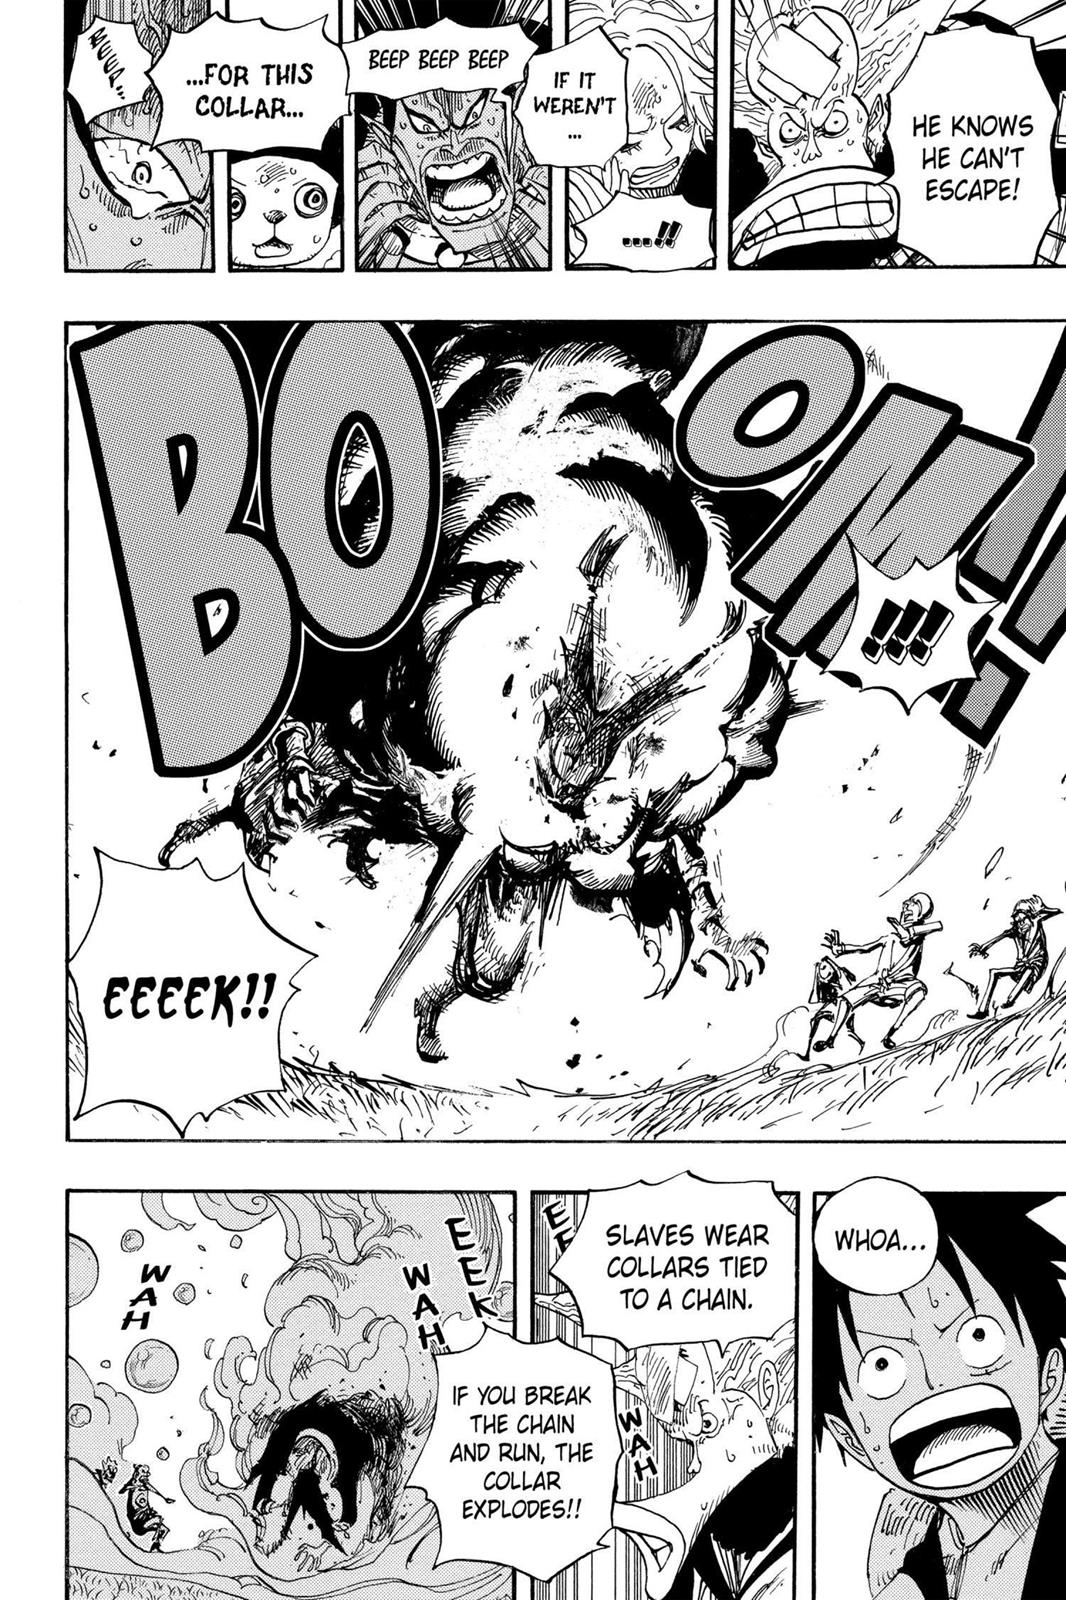 HE KNOWS
HE CAN'T
ESCAPE!
IF IT
WEREN'T
...
....!!
BEEP BEEP BEEP
...FOR THIS
COLLAR...
BOOM!
!!!
EEEEK!!
WHOA...
SLAVES WEAR
COLLARS TIED
TO A CHAIN.
WAH
EEK
WAH
IF YOU BREAK
THE CHAIN
AND RUN, THE
COLLAR
EXPLODES!!
WAH